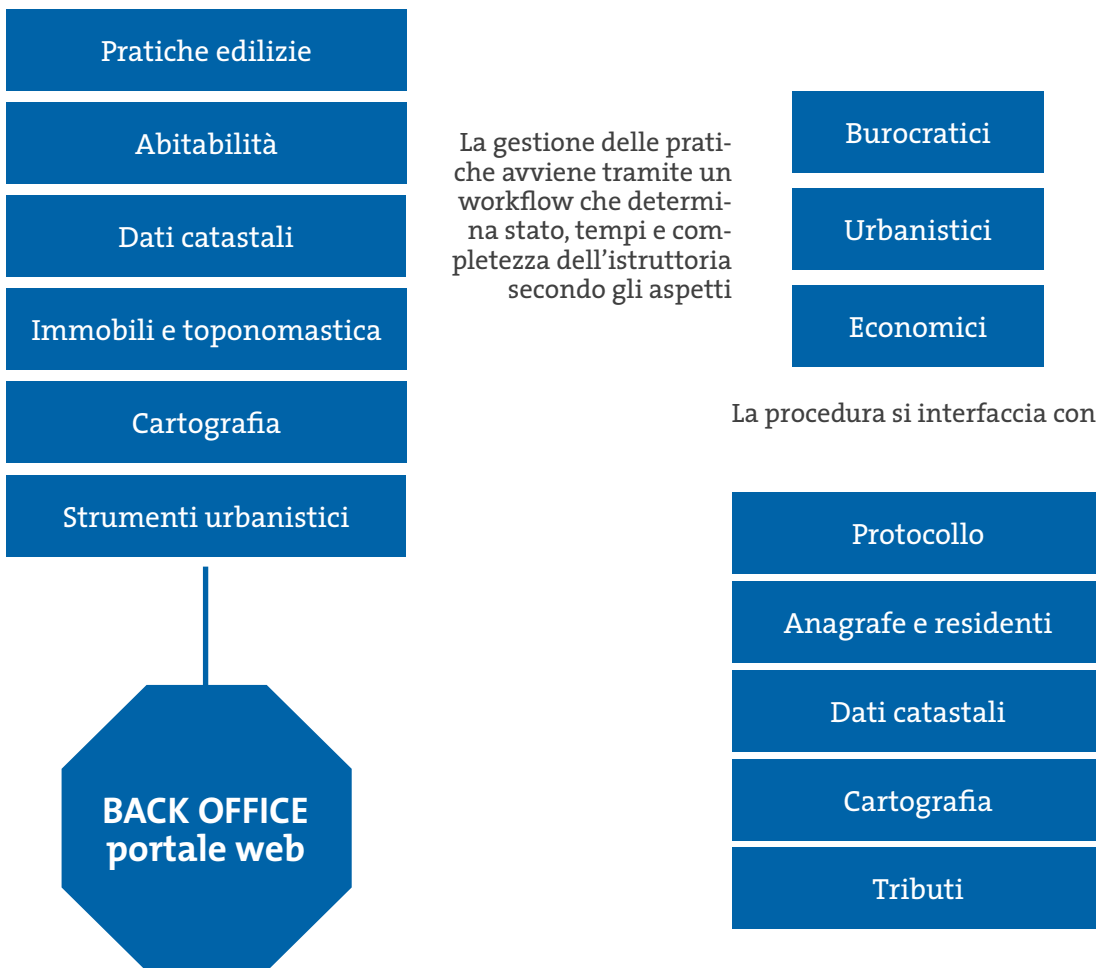 Pratiche edilizie
Abitabilità
Dati catastali
Immobili e toponomastica
Cartografia
Strumenti urbanistici
BACK OFFICE
portale web
La gestione delle prati-
che avviene tramite un
workflow che determi-
na stato, tempi e com-
pletezza dell’istruttoria
secondo gli aspetti
Burocratici
Urbanistici
Economici
La procedura si interfaccia con
Protocollo
Anagrafe e residenti
Dati catastali
Cartografia
Tributi